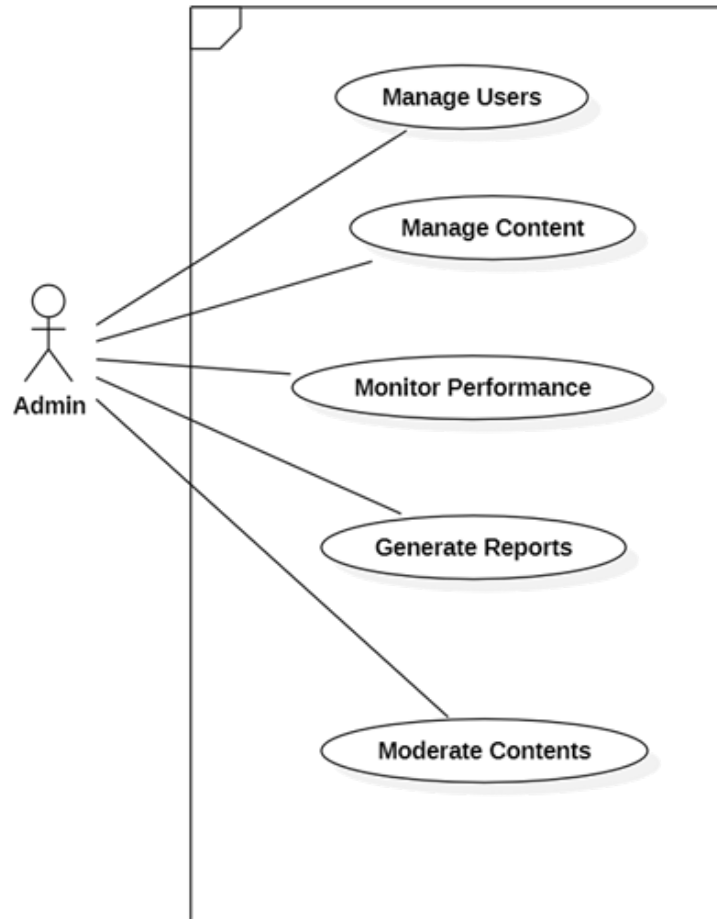 Manage Users
Manage Content
Admin
Monitor Performance
Generate Reports
Moderate Contents